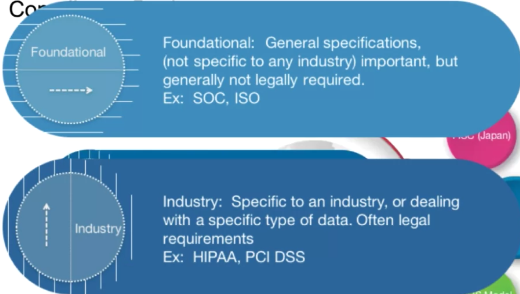 Foundational
Foundational: General specifications,
(not specific to any industry) important, but
generally not legally required.
Ex: SOC, ISO
(Japan)
Industry
Industry: Specific to an industry, or dealing
with a specific type of data. Often legal
requirements
Ex: HIPAA, PCI DSS